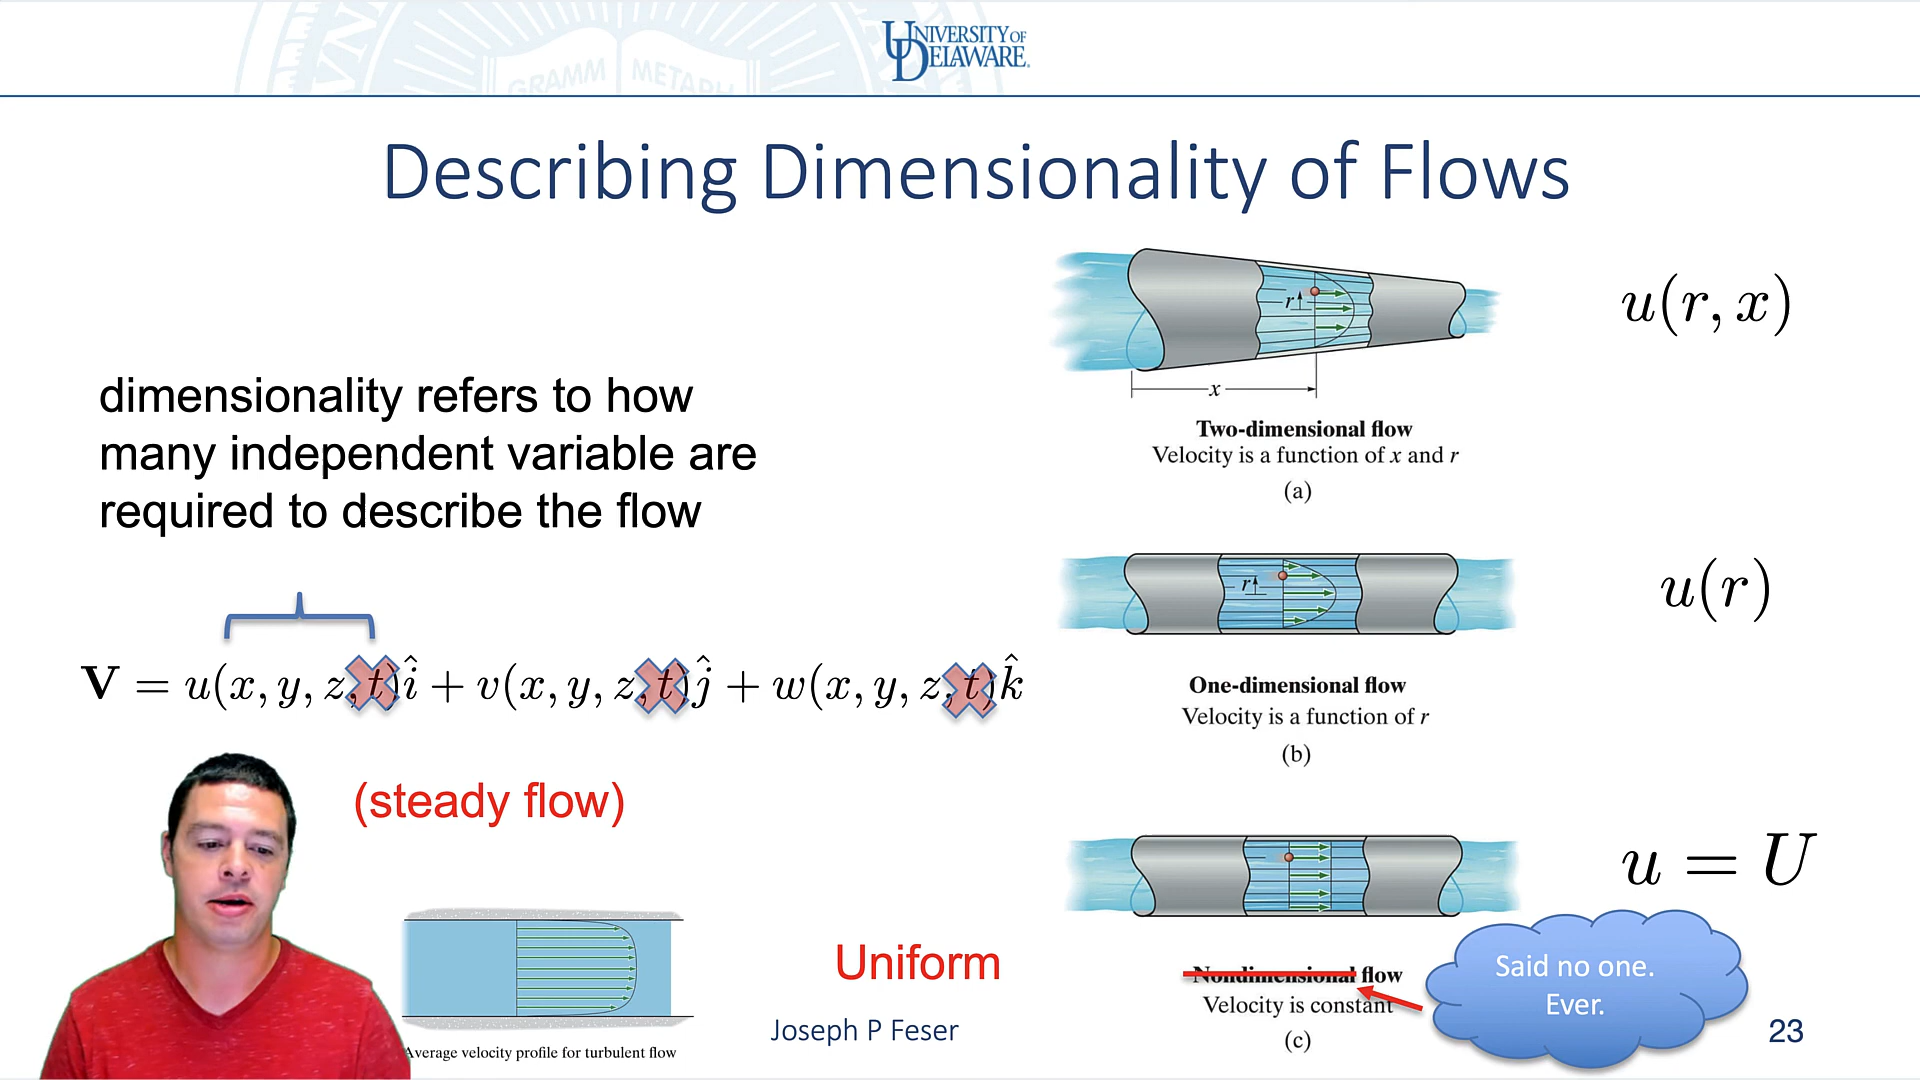 UNIVERSITY OF
DELAWARE.
GRAMM METAPH
Describing Dimensionality of Flows
dimensionality refers to how
many independent variable are
required to describe the flow
V = u(x, y, z, t)î + v(x, y, z, t)ĵ + w(x, y, z, t)k̂
(steady flow)
Average velocity profile for turbulent flow
Uniform
Joseph P Feser
r
x
u(r, x)
Two-dimensional flow
Velocity is a function of x and r
(a)
r
u(r)
One-dimensional flow
Velocity is a function of r
(b)
u = U
Nondimensional flow
Velocity is constant
(c)
Said no one.
Ever.
23